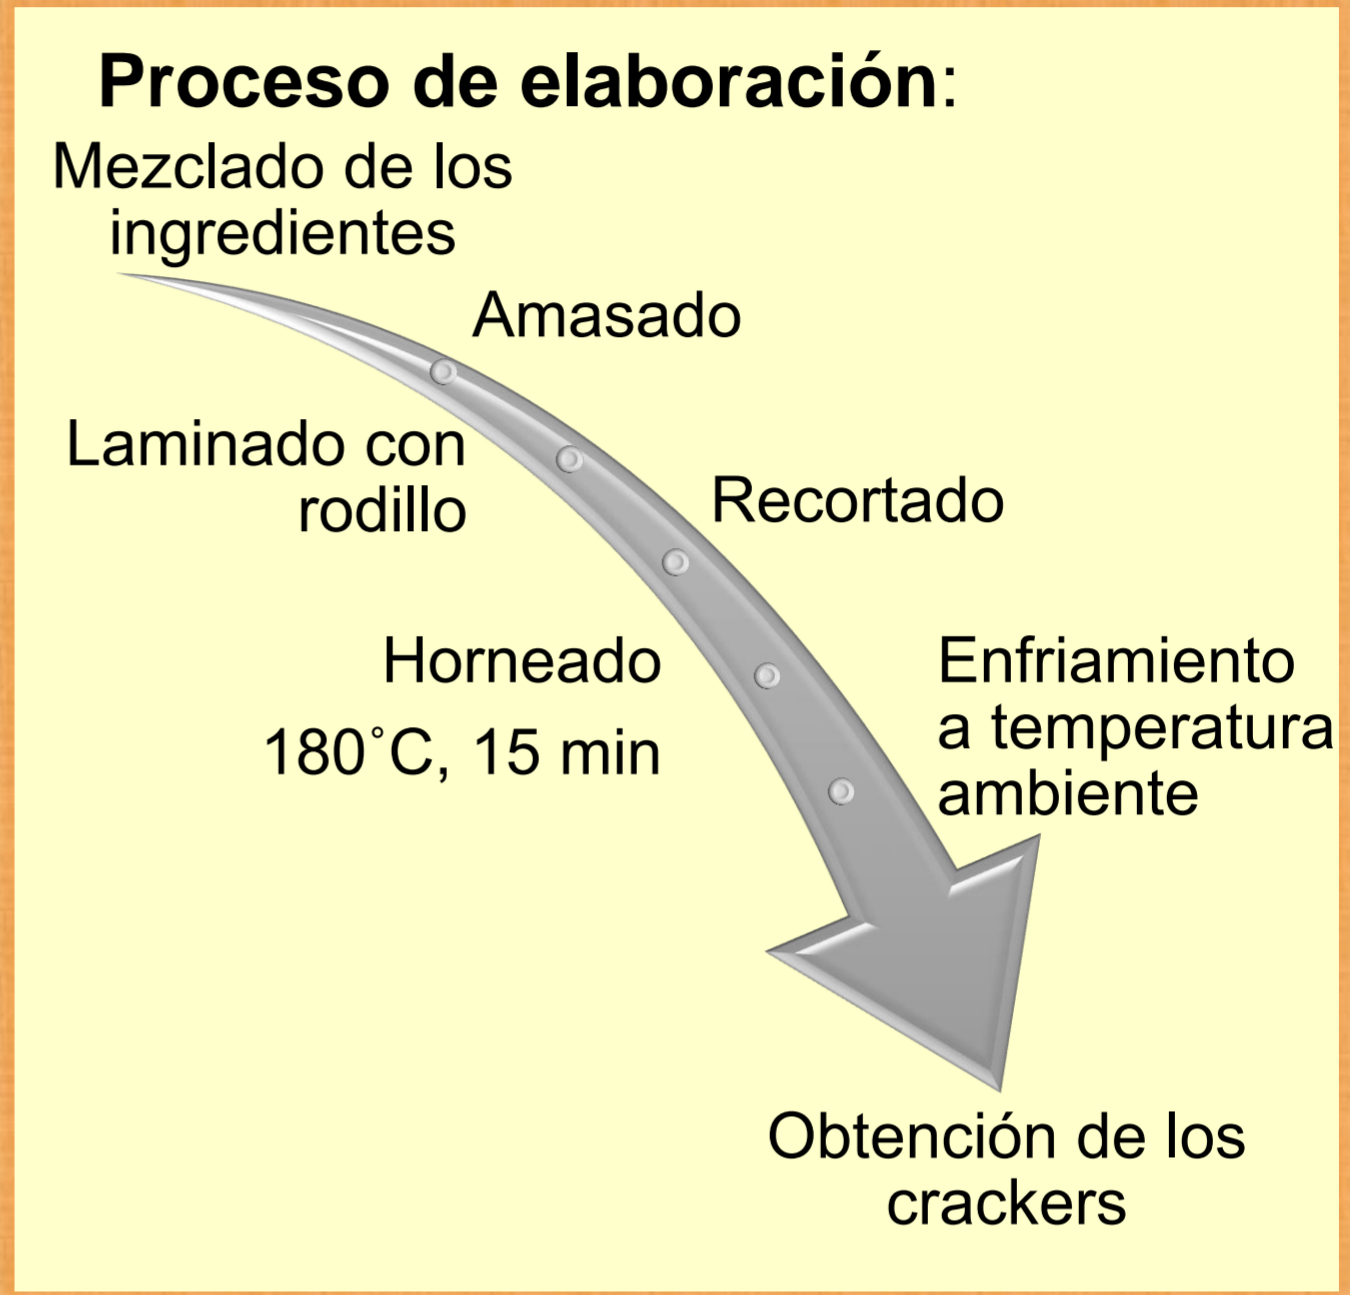 Proceso de elaboración:
Mezclado de los
ingredientes
Amasado
Laminado con
rodillo
Recortado
Horneado
180˚C, 15 min
Enfriamiento
a temperatura
ambiente
Obtención de los
crackers